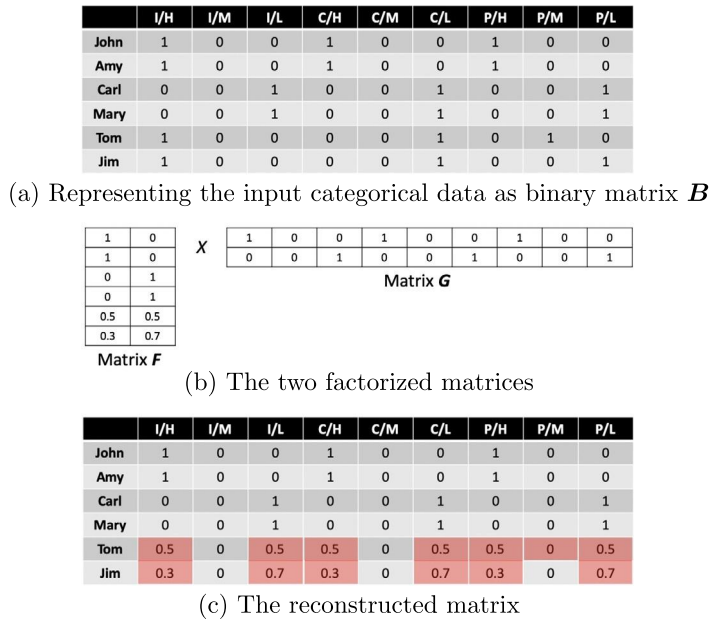 I/H I/M I/L C/H C/M C/L P/H P/M P/L
John 1 0 0 1 0 0 1 0 0
Amy 1 0 0 1 0 0 1 0 0
Carl 0 0 1 0 0 1 0 0 1
Mary 0 0 1 0 0 1 0 0 1
Tom 1 0 0 0 0 1 0 1 0
Jim 1 0 0 0 0 1 0 0 1
(a) Representing the input categorical data as binary matrix B
1 0
1 0
0 1
0 1
0.5 0.5
0.3 0.7
Matrix F
X
1 0 0 1 0 0 1 0 0
0 0 1 0 0 1 0 0 1
Matrix G
(b) The two factorized matrices
I/H I/M I/L C/H C/M C/L P/H P/M P/L
John 1 0 0 1 0 0 1 0 0
Amy 1 0 0 1 0 0 1 0 0
Carl 0 0 1 0 0 1 0 0 1
Mary 0 0 1 0 0 1 0 0 1
Tom 0.5 0 0.5 0.5 0 0.5 0.5 0 0.5
Jim 0.3 0 0.7 0.3 0 0.7 0.3 0 0.7
(c) The reconstructed matrix